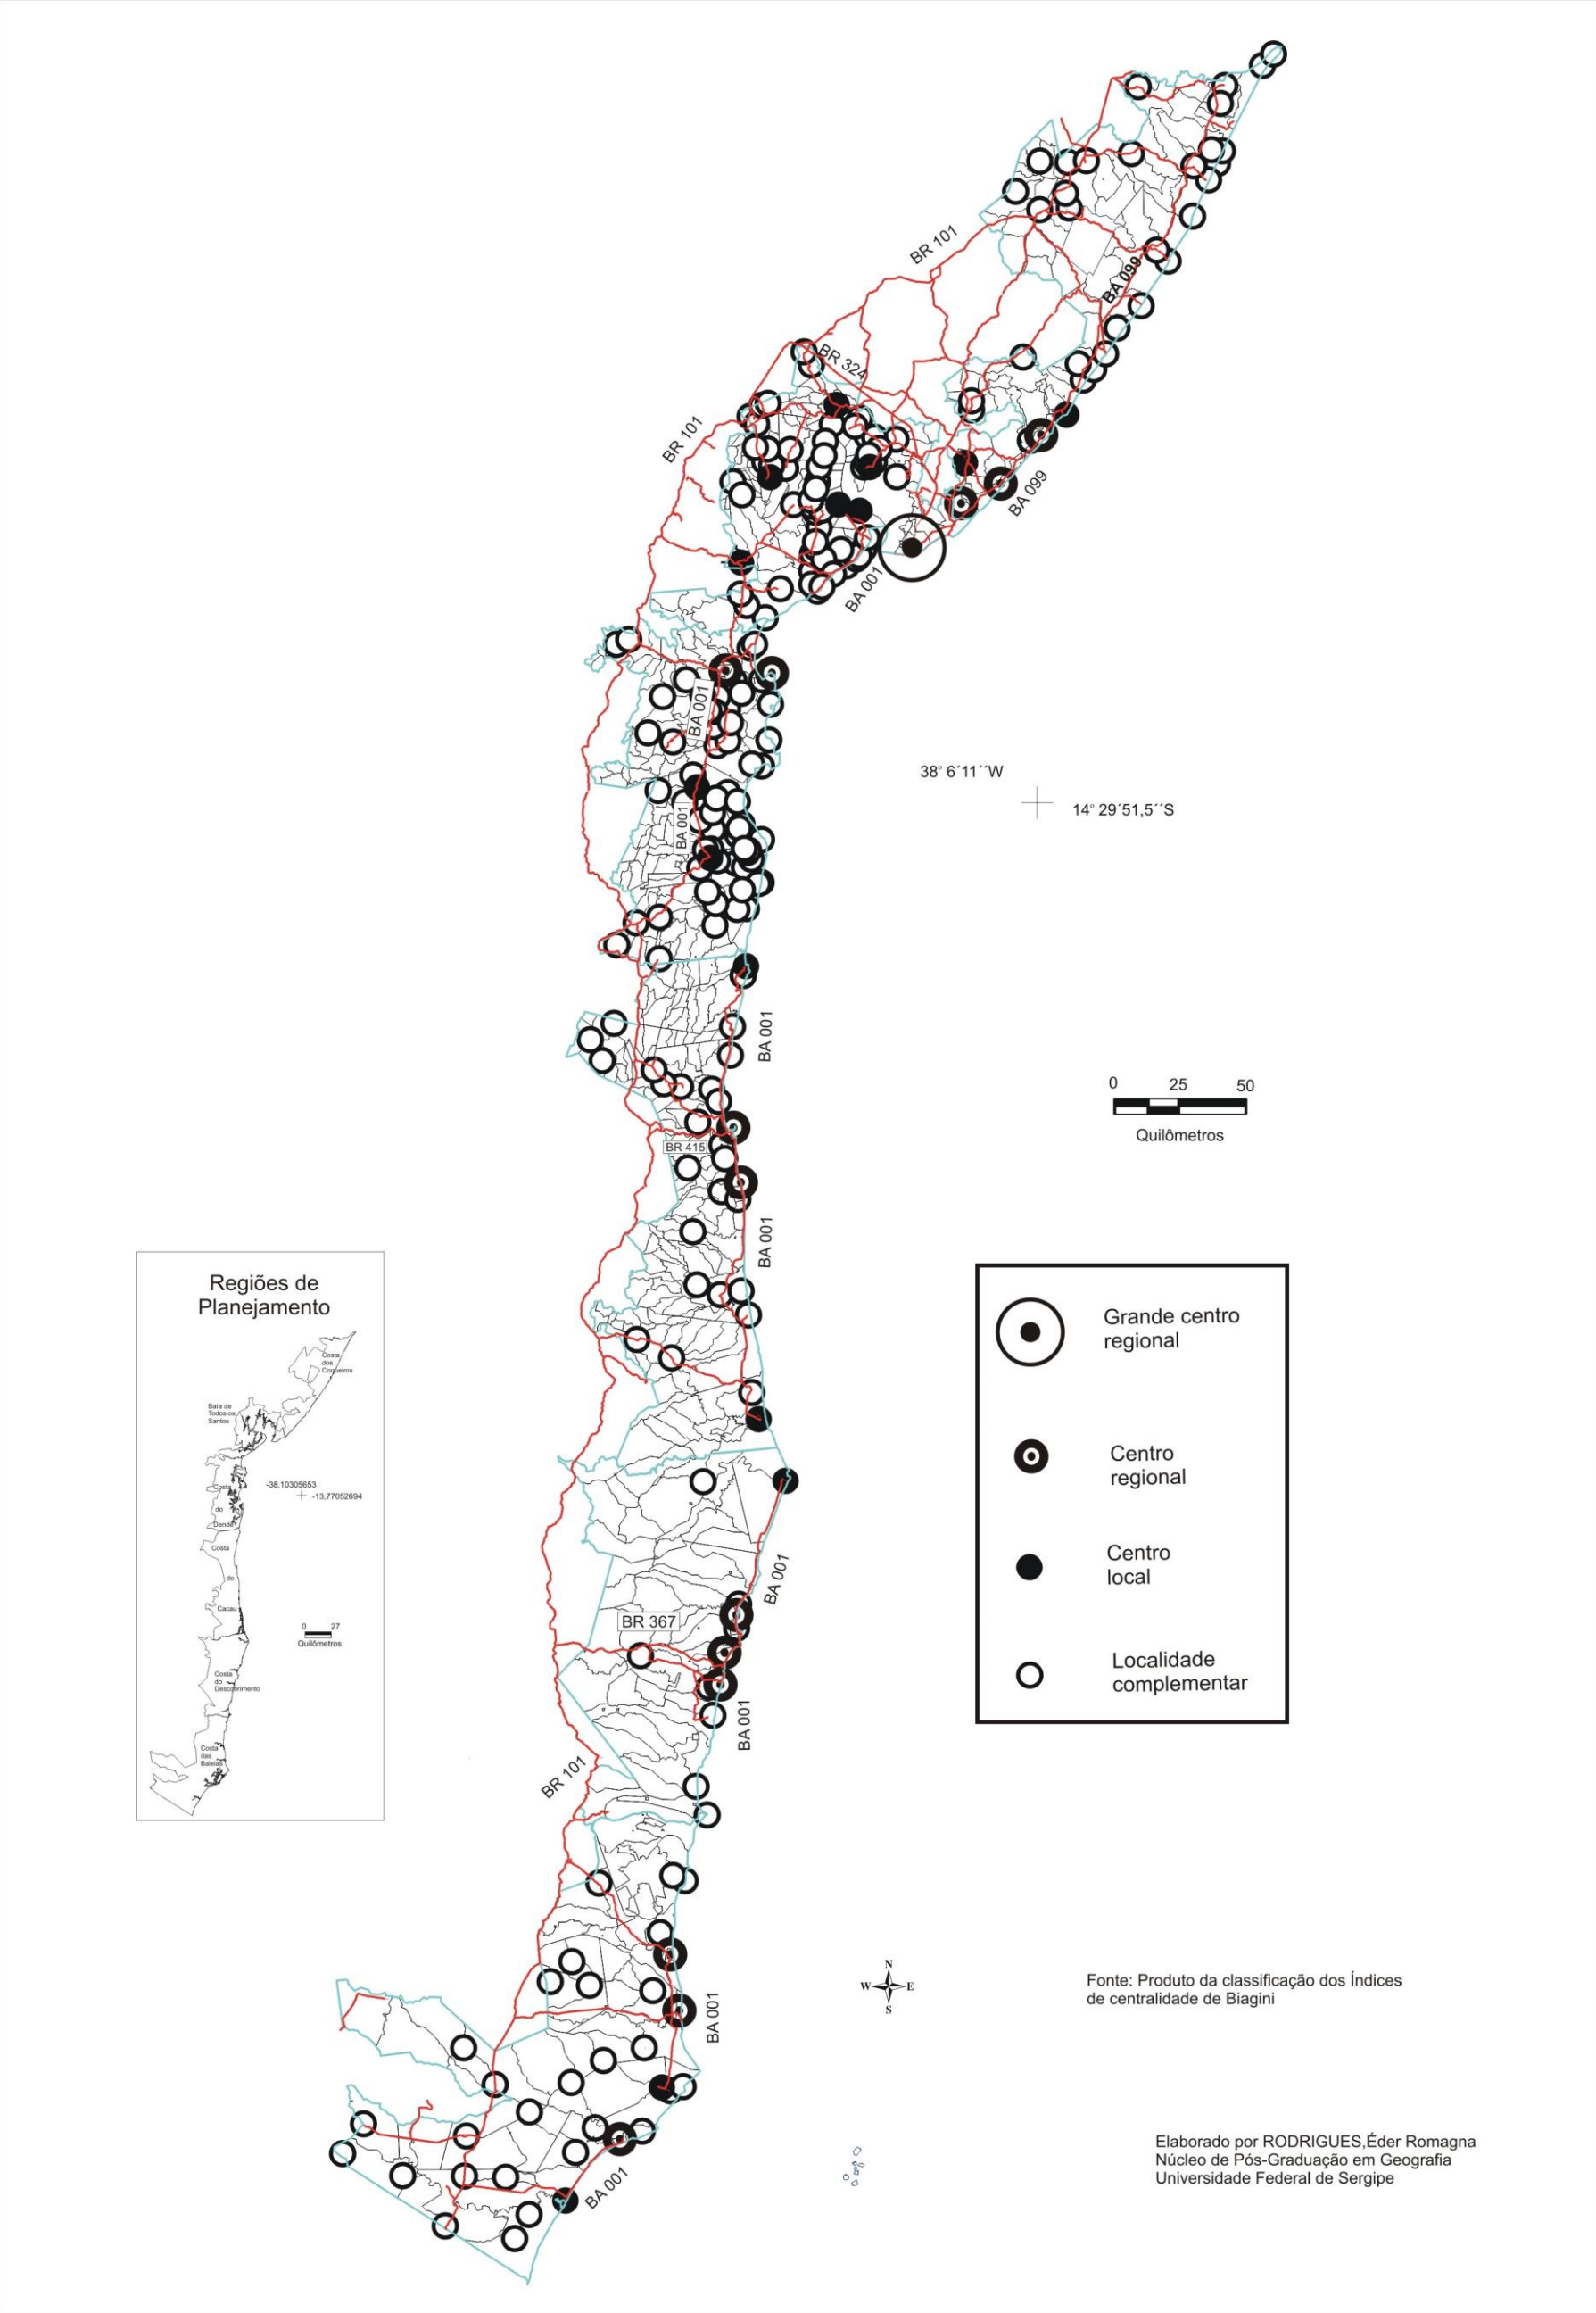 BR 101
BA 099
BR 324
BR 101
BA 099
BA 001
BA 001
38° 6´11´´W
14° 29´51,5´´S
BA 001
BA 001
0 25 50
Quilômetros
BR 415
BA 001
Regiões de
Planejamento
Costa
dos
Coqueiros
Baía de
Todos os
Santos
-38,10305653
-13,77052694
Costa
do
Dendê
Costa
do
Cacau
0 27
Quilômetros
Costa
do
Descobrimento
Costa
das
Baleias
Grande centro
regional
Centro
regional
Centro
local
Localidade
complementar
BA 001
BR 367
BA 001
BR 101
N
W E
S
BA 001
Fonte: Produto da classificação dos Índices
de centralidade de Biagini
BA 001
Elaborado por RODRIGUES,Éder Romagna
Núcleo de Pós-Graduação em Geografia
Universidade Federal de Sergipe